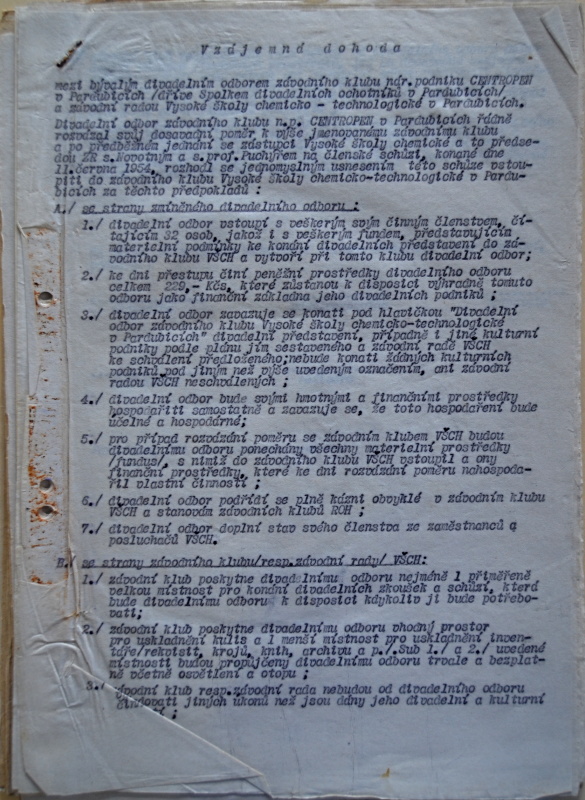 Vzájemná dohoda
mezi bývalým divadelním odborem závodního klubu nár.podniku CENTROPEN
v Pardubicích /dříve Spolkem divadelních ochotníků v Pardubicích/
a závodní radou Vysoké školy chemicko - technologické v Pardubicích.
Divadelní odbor závodního klubu n.p. CENTROPEN v Pardubicích řádně
rozvázal svůj dosavadní poměr k výše jmenovanému závodnímu klubu
a po předběžném jednání se zástupci Vysoké školy chemické a to předse-
dou ZR s.Novotným a s.prof.Puchýřem na členské schůzi, konané dne
11.června 1954, rozhodl se jednomyslným usnesením této schůze vstou-
piti do závodního klubu Vysoké školy chemicko-technologické v Pardu-
bicích za těchto předpokladů :
A./ se strany zmíněného divadelního odboru :
1./ divadelní odbor vstoupí s veškerým svým činným členstvem, čí-
tajícím 32 osob, jakož i s veškerým fundem, představujícím
materielní podmínky ke konání divadelních představení do zá-
vodního klubu VŠCH a vytvoří při tomto klubu divadelní odbor;
2./ ke dni přestupu činí peněžní prostředky divadelního odboru
celkem 229,- Kčs, které zůstanou k disposici výhradně tomuto
odboru jako finanční základna jeho divadelních podniků ;
3./ divadelní odbor zavazuje se konati pod hlavičkou "Divadelní
odbor závodního klubu Vysoké školy chemicko-technologické
v Pardubicích" divadelní představení, případně i jiné kulturní
podniky podle plánu jím sestaveného a závodní radě VŠCH
ke schválení předloženého;nebude konati žádných kulturních
podniků pod jiným než výše uvedeným označením, ani závodní
radou VŠCH neschválených ;
4./ divadelní odbor bude svými hmotnými a finančními prostředky
hospodařiti samostatně a zavazuje se, že toto hospodaření bude
účelné a hospodárné;
5./ pro případ rozvázání poměru se závodním klubem VŠCH budou
divadelnímu odboru ponechány všechny materielní prostředky
/fundus/, s nimiž do závodního klubu VŠCH vstoupil a ony
finanční prostředky, které ke dni rozvázání poměru nahospoda-
řil vlastní činností ;
6./ divadelní odbor podřídí se plně kázni obvyklé v závodním klubu
VŠCH a stanovám závodních klubů ROH ;
7./ divadelní odbor doplní stav svého členstva ze zaměstnanců a
posluchačů VŠCH.
B./ se strany závodního klubu/resp.závodní rady/ VŠCH:
1./ závodní klub poskytne divadelnímu odboru nejméně 1 přiměřeně
velkou místnost pro konání divadelních zkoušek a schůzí, která
bude divadelnímu odboru k disposici kdykoliv jí bude potřebo-
vati;
2./ závodní klub poskytne divadelnímu odboru vhodný prostor
pro uskladnění kulis a 1 menší místnost pro uskladnění inven-
táře/rekvisit, krojů, knih, archivu a p./.Sub 1./ a 2./ uvedené
místnosti budou propůjčeny divadelnímu odboru trvale a bezplat-
ně včetně osvětlení a otopu ;
3./ závodní klub resp.závodní rada nebudou od divadelního odboru
jiných úkonů než jsou dány jeho divadelní a kulturní
;